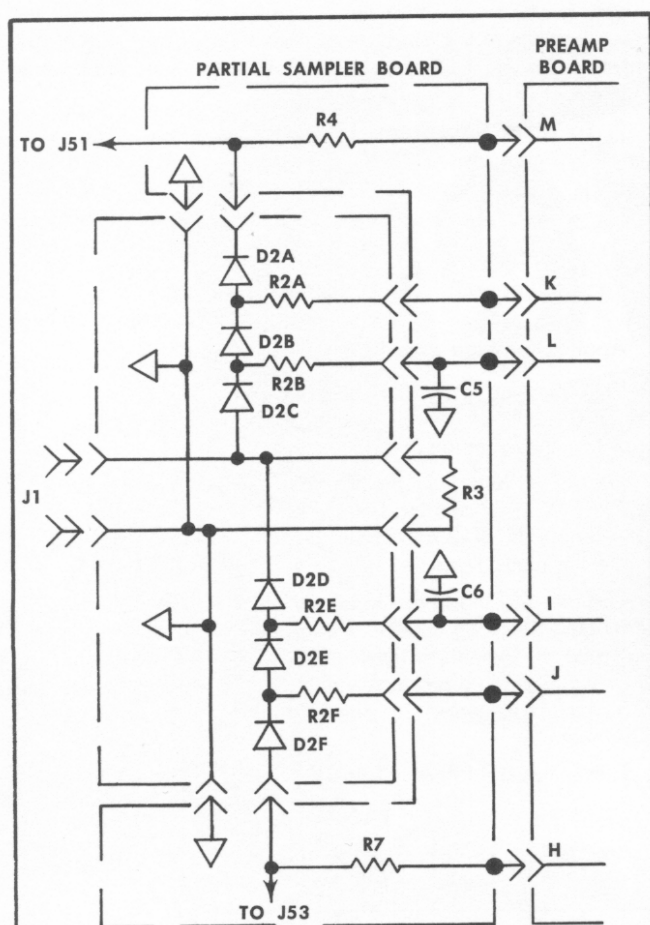 PREAMP
BOARD
PARTIAL SAMPLER BOARD
R4
M
TO J51
D2A
R2A
K
D2B
L
R2B
C5
D2C
J1
R3
D2D
C6
R2E
I
D2E
J
R2F
D2F
R7
H
TO J53